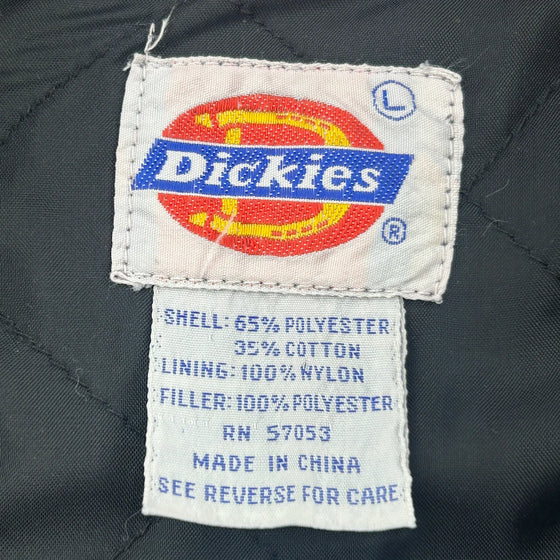 L
Dickies
®
SHELL: 65% POLYESTER
35% COTTON
LINING: 100% NYLON
FILLER: 100% POLYESTER
RN 57053
MADE IN CHINA
SEE REVERSE FOR CARE